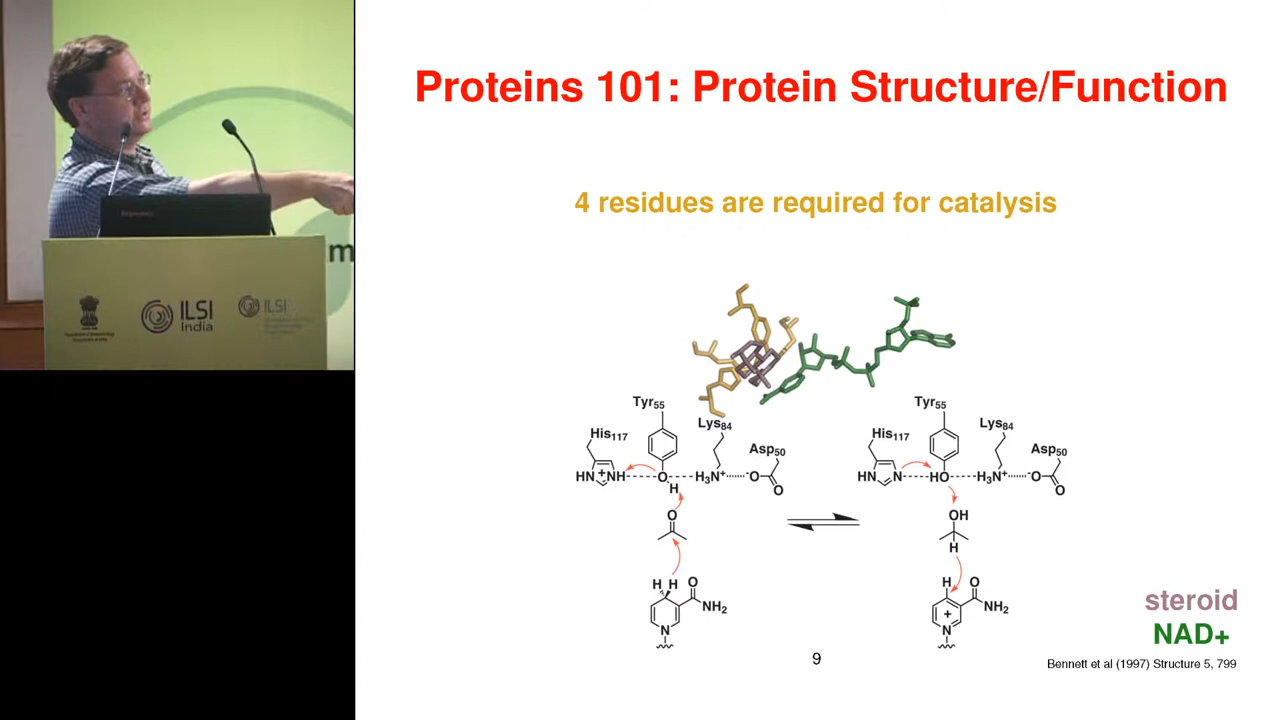 Proteins 101: Protein Structure/Function
4 residues are required for catalysis
m
ILSI
India
ILSI
Tyr55
His117
Lys84
Asp50
HN
+
NH
O
H
H3N+
-O
O
O
H H
O
NH2
N
Tyr55
His117
Lys84
Asp50
HN
N
HO
H3N+
-O
O
OH
H
H
O
NH2
+
N
steroid
NAD+
9
Bennett et al (1997) Structure 5, 799